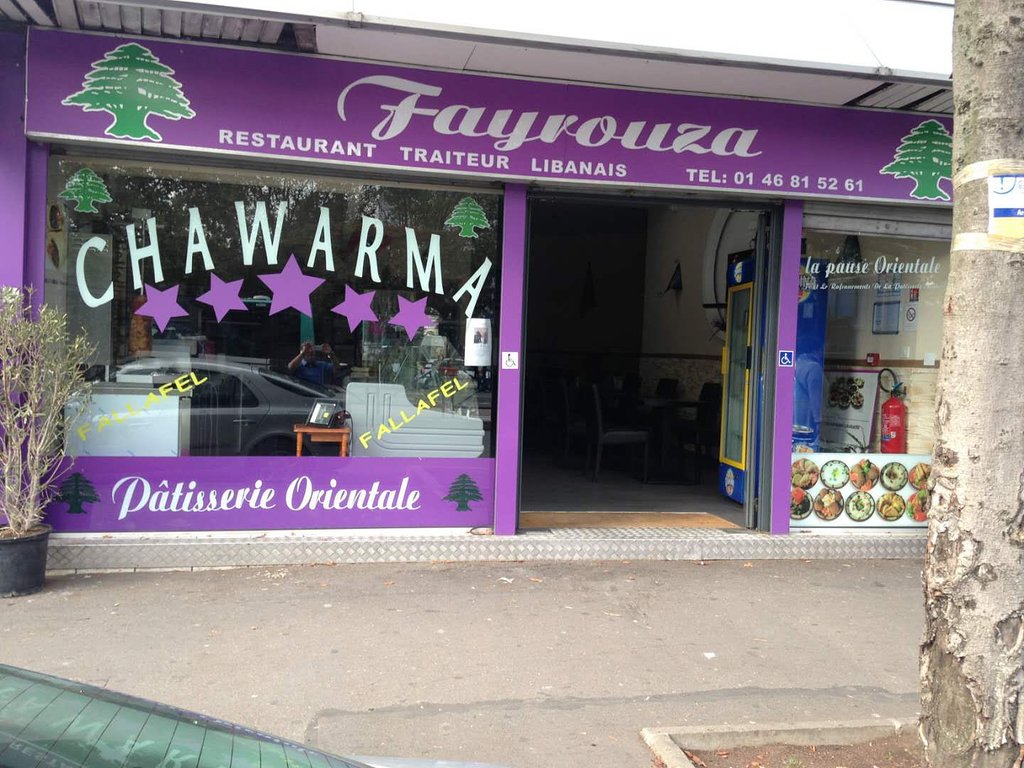 Fayrouza
RESTAURANT TRAITEUR LIBANAIS
TEL: 01 46 81 52 61
CHAWARMA
la pause Orientale
FALLAFEL
FALLAFEL
Pâtisserie Orientale